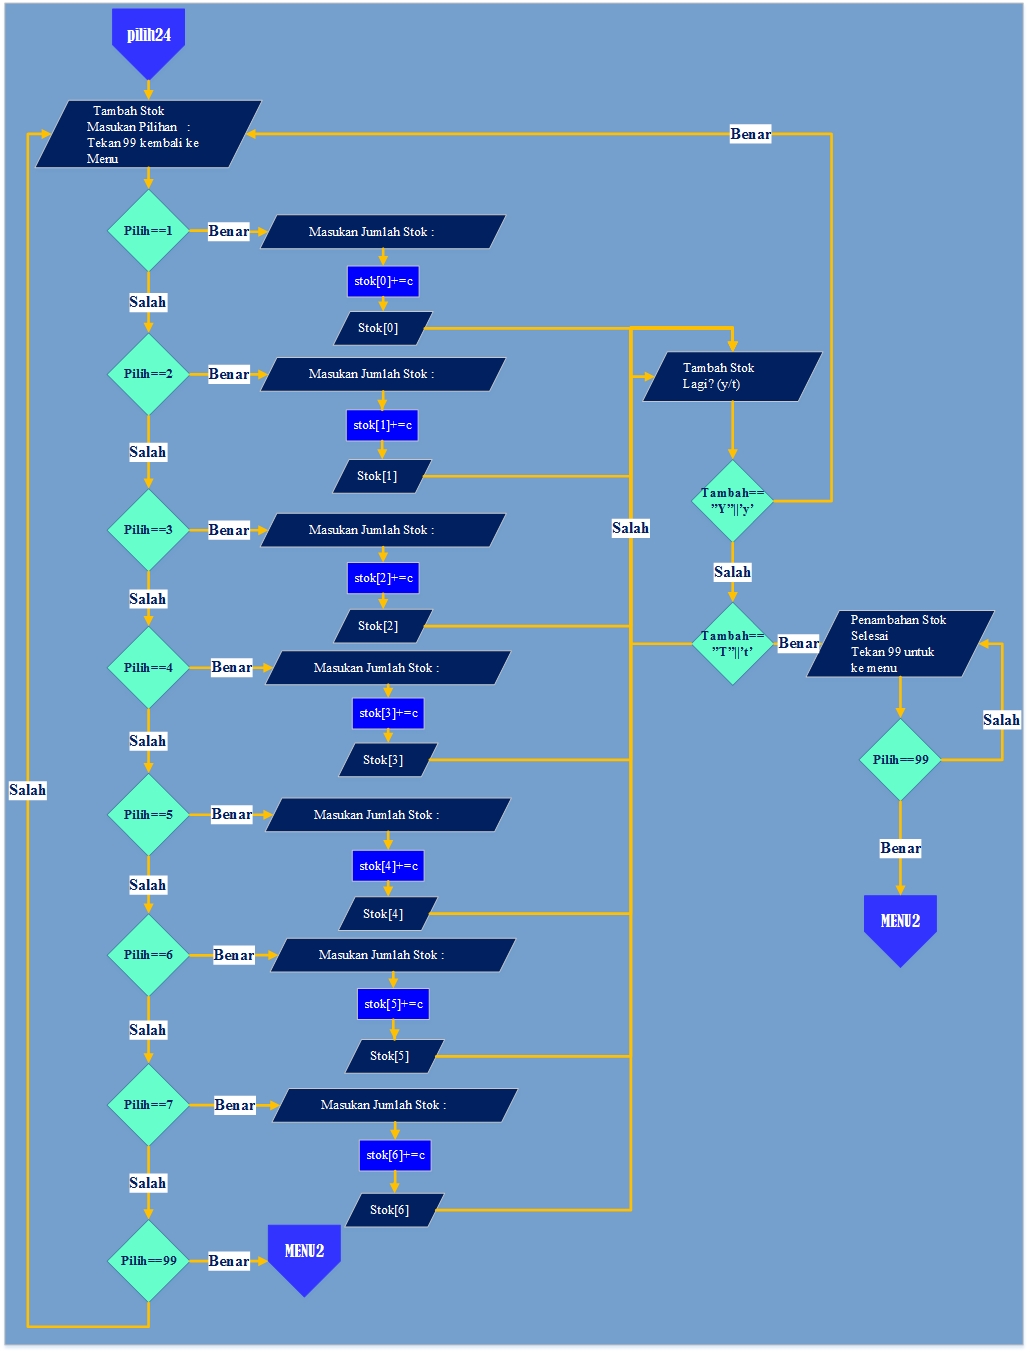 pilih24
Tambah Stok
Masukan Pilihan :
Tekan 99 kembali ke
Menu
Benar
Pilih==1
Benar
Masukan Jumlah Stok :
stok[0]+=c
Salah
Stok[0]
Pilih==2
Benar
Masukan Jumlah Stok :
stok[1]+=c
Salah
Stok[1]
Tambah Stok
Lagi? (y/t)
Tambah==
”Y”||’y’
Salah
Salah
Pilih==3
Benar
Masukan Jumlah Stok :
stok[2]+=c
Salah
Stok[2]
Tambah==
”T”||’t’
Benar
Penambahan Stok
Selesai
Tekan 99 untuk
ke menu
Salah
Pilih==99
Benar
MENU2
Pilih==4
Benar
Masukan Jumlah Stok :
stok[3]+=c
Salah
Stok[3]
Salah
Pilih==5
Benar
Masukan Jumlah Stok :
stok[4]+=c
Salah
Stok[4]
Pilih==6
Benar
Masukan Jumlah Stok :
stok[5]+=c
Salah
Stok[5]
Pilih==7
Benar
Masukan Jumlah Stok :
stok[6]+=c
Salah
Stok[6]
Pilih==99
Benar
MENU2